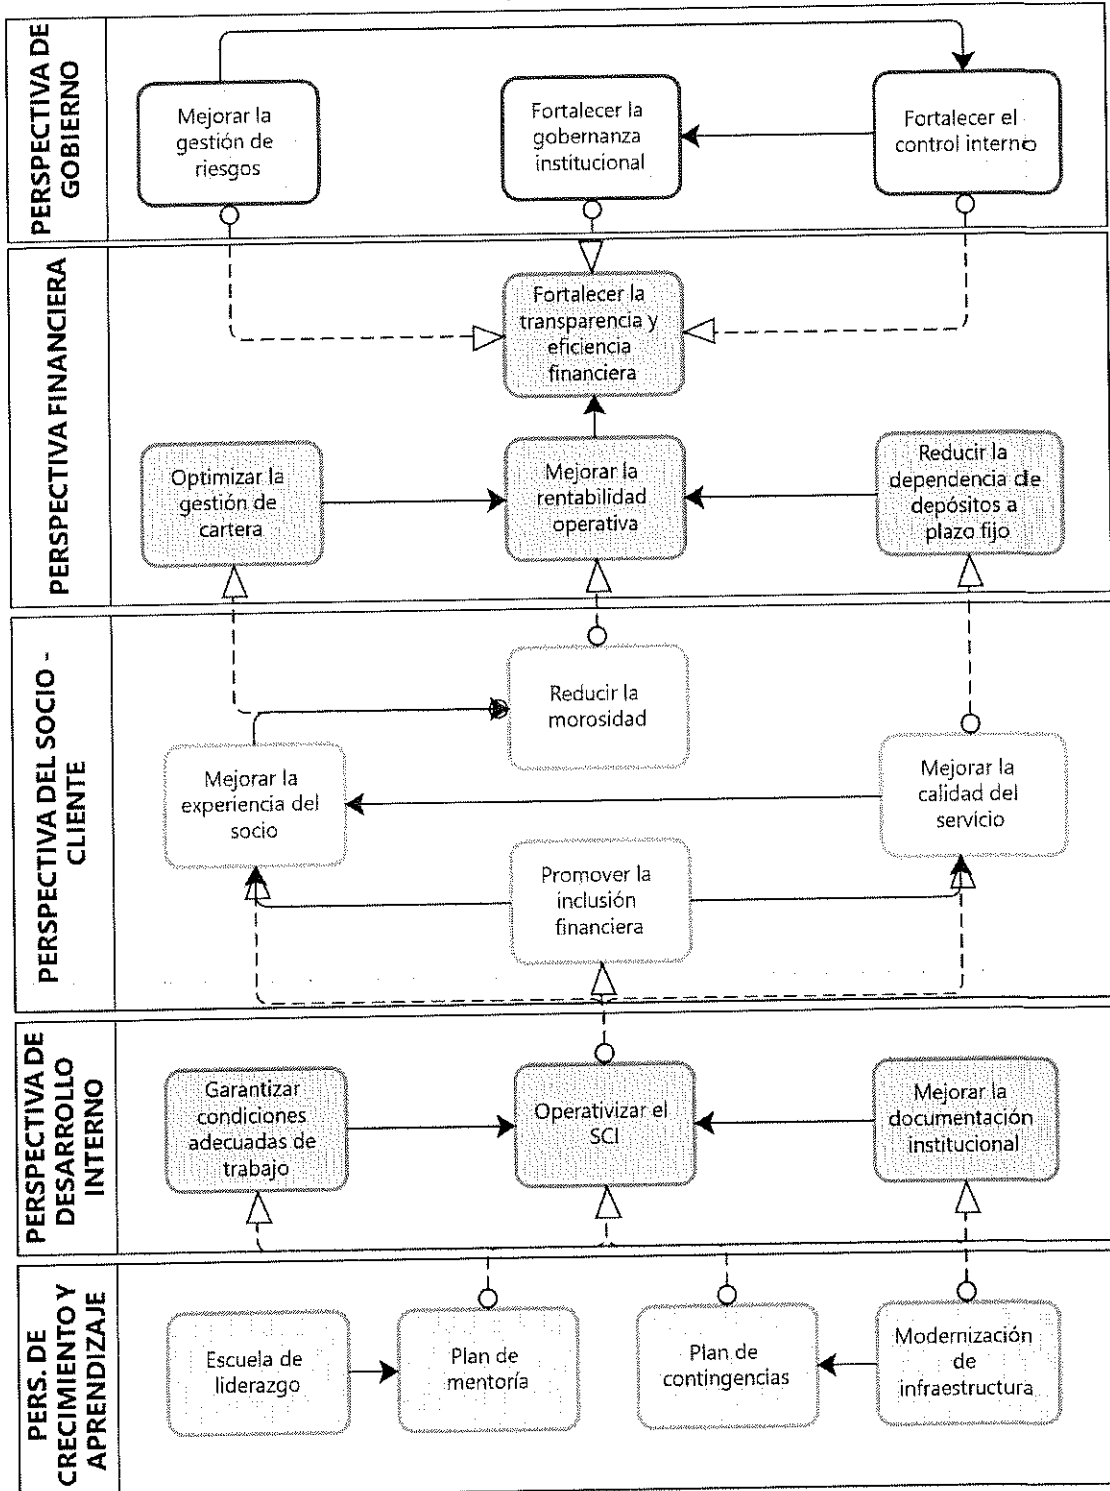 PERSPECTIVA DE
GOBIERNO
Mejorar la
gestión de
riesgos
Fortalecer la
gobernanza
institucional
Fortalecer el
control interno
PERSPECTIVA FINANCIERA
Fortalecer la
transparencia y
eficiencia
financiera
Optimizar la
gestión de
cartera
Mejorar la
rentabilidad
operativa
Reducir la
dependencia de
depósitos a
plazo fijo
PERSPECTIVA DEL SOCIO -
CLIENTE
Reducir la
morosidad
Mejorar la
experiencia del
socio
Mejorar la
calidad del
servicio
Promover la
inclusión
financiera
PERSPECTIVA DE
DESARROLLO
INTERNO
Garantizar
condiciones
adecuadas de
trabajo
Operativizar el
SCI
Mejorar la
documentación
institucional
PERS. DE
CRECIMIENTO Y
APRENDIZAJE
Escuela de
liderazgo
Plan de
mentoría
Plan de
contingencias
Modernización
de
infraestructura